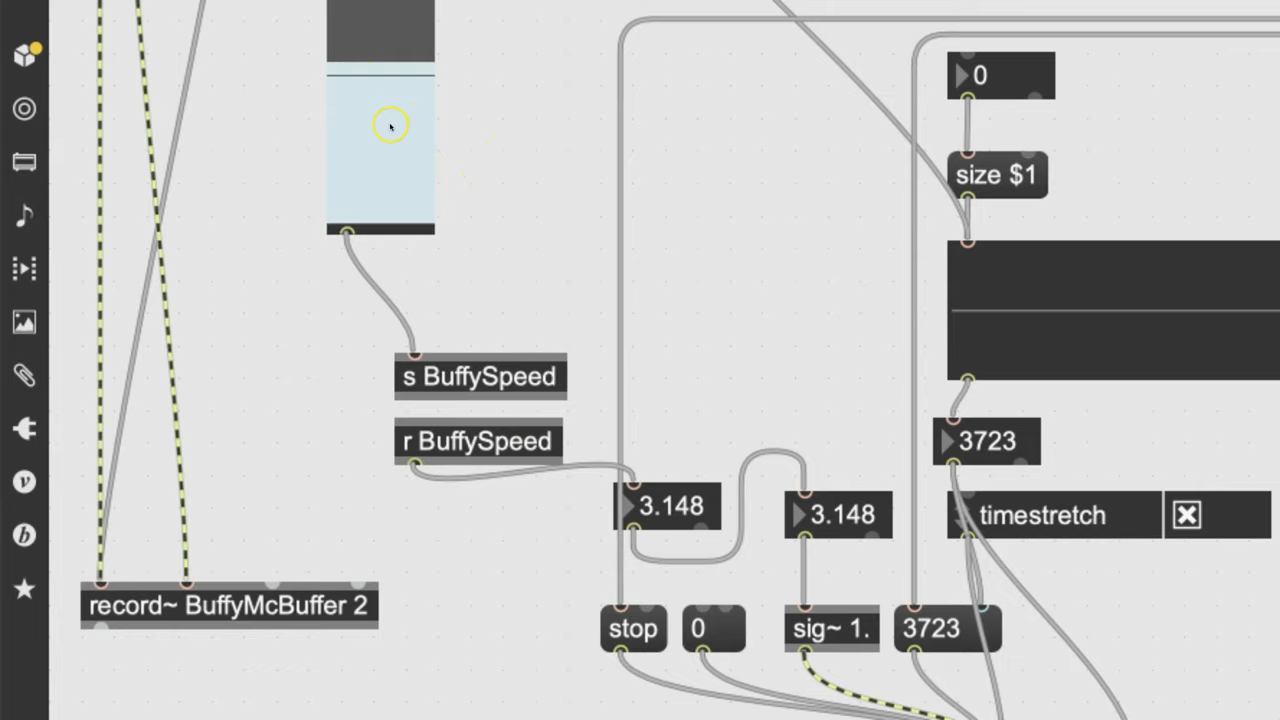 0
size $1
s BuffySpeed
r BuffySpeed
3723
3.148
3.148
timestretch
record~ BuffyMcBuffer 2
stop
0
sig~ 1.
3723